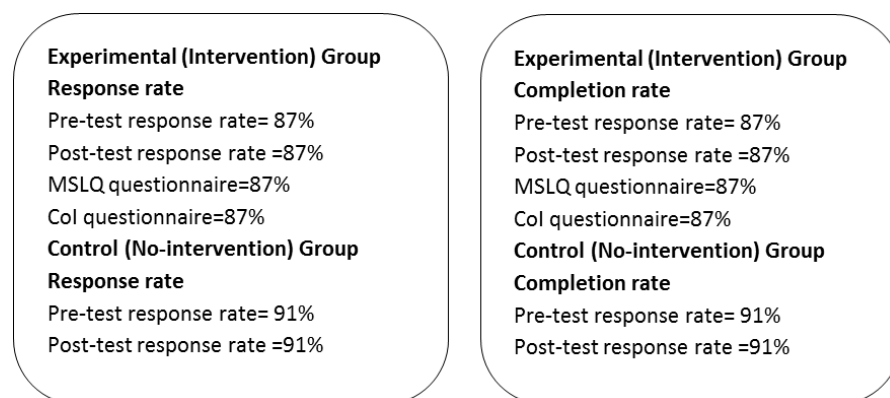 Experimental (Intervention) Group
Response rate
Pre-test response rate= 87%
Post-test response rate =87%
MSLQ questionnaire=87%
CoI questionnaire=87%
Control (No-intervention) Group
Response rate
Pre-test response rate= 91%
Post-test response rate =91%
Experimental (Intervention) Group
Completion rate
Pre-test response rate= 87%
Post-test response rate =87%
MSLQ questionnaire=87%
CoI questionnaire=87%
Control (No-intervention) Group
Completion rate
Pre-test response rate= 91%
Post-test response rate =91%